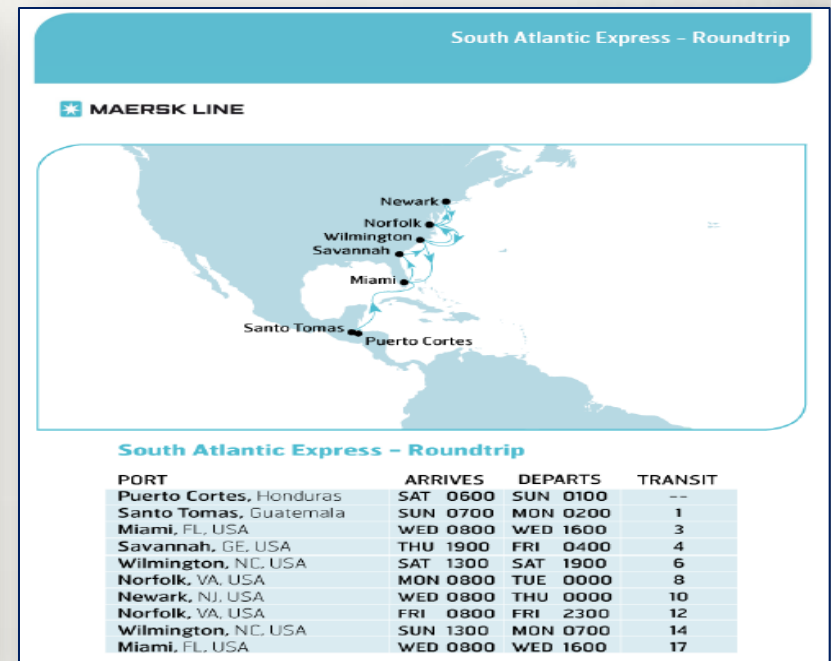 South Atlantic Express – Roundtrip
MAERSK LINE
Newark
Norfolk
Wilmington
Savannah
Miami
Santo Tomas
Puerto Cortes
South Atlantic Express – Roundtrip
PORT ARRIVES DEPARTS TRANSIT
Puerto Cortes, Honduras SAT 0600 SUN 0100 --
Santo Tomas, Guatemala SUN 0700 MON 0200 1
Miami, FL, USA WED 0800 WED 1600 3
Savannah, GE, USA THU 1900 FRI 0400 4
Wilmington, NC, USA SAT 1300 SAT 1900 6
Norfolk, VA, USA MON 0800 TUE 0000 8
Newark, NJ, USA WED 0800 THU 0000 10
Norfolk, VA, USA FRI 0800 FRI 2300 12
Wilmington, NC, USA SUN 1300 MON 0700 14
Miami, FL, USA WED 0800 WED 1600 17